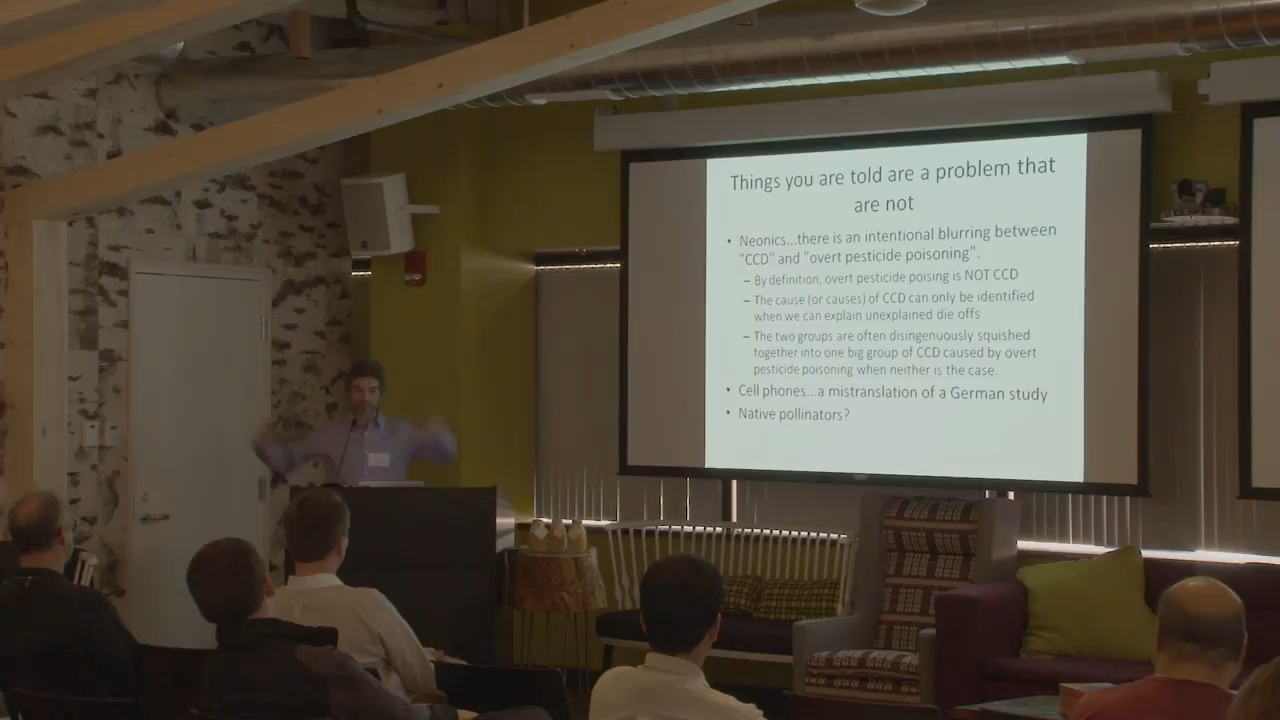 Things you are told are a problem that
are not
• Neonics...there is an intentional blurring between
"CCD" and "overt pesticide poisoning".
– By definition, overt pesticide poising is NOT CCD
– The cause (or causes) of CCD can only be identified
when we can explain unexplained die offs
– The two groups are often disingenuously squished
together into one big group of CCD caused by overt
pesticide poisoning when neither is the case.
• Cell phones...a mistranslation of a German study
• Native pollinators?